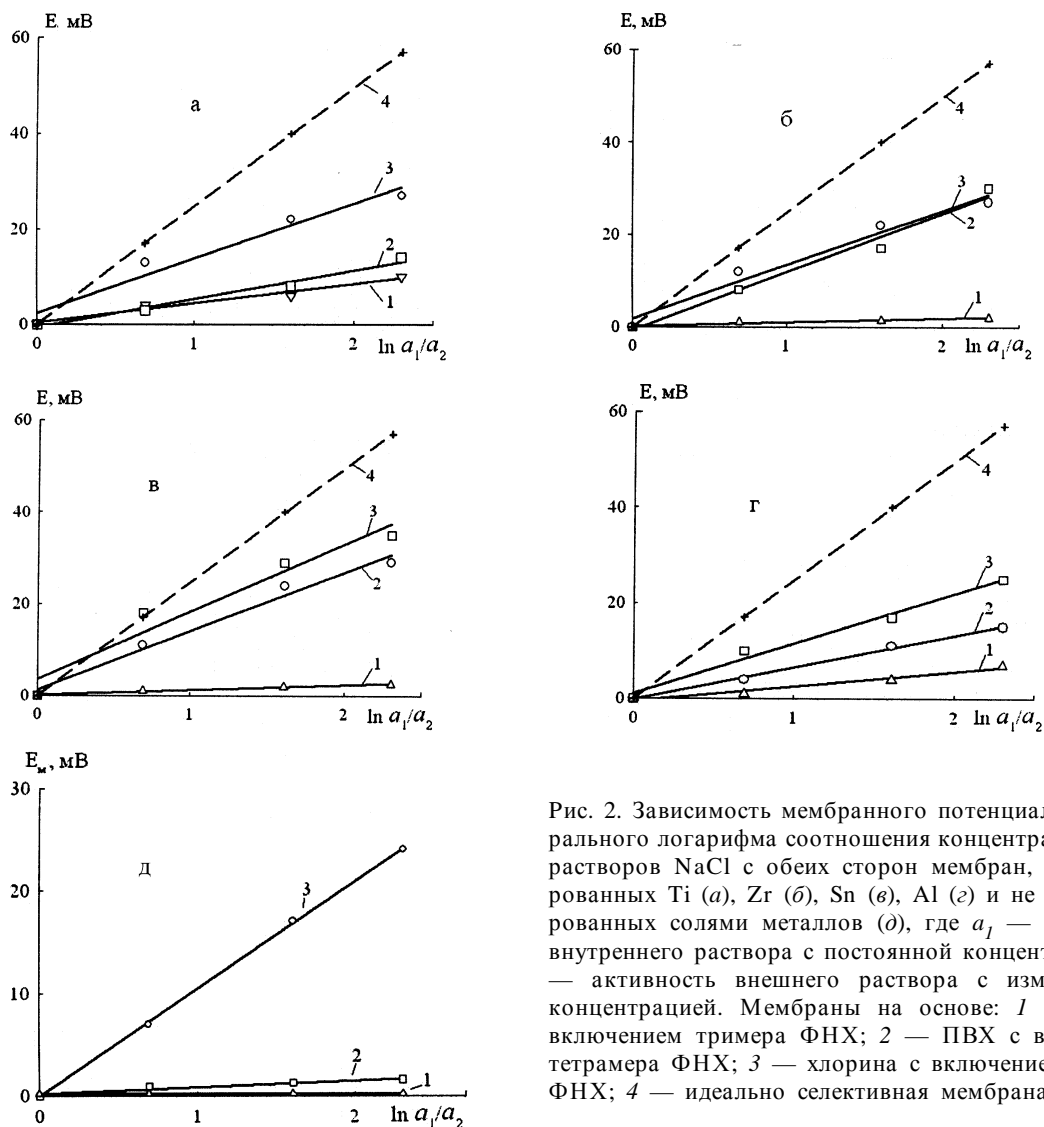 Е, мВ
60
40
20
0
а
4
3
2
1
0
1
2
ln a₁/a₂
Е, мВ
60
40
20
0
б
4
3
2
1
0
1
2
ln a₁/a₂
Е, мВ
60
40
20
0
в
4
3
2
1
0
1
2
ln a₁/a₂
Е, мВ
60
40
20
0
г
4
3
2
1
0
1
2
ln a₁/a₂
Eм, мВ
30
20
10
0
д
3
2
1
0
1
2
ln a₁/a₂
Рис. 2. Зависимость мембранного потенциал
рального логарифма соотношения концентра
растворов NaCl с обеих сторон мембран,
рованных Ti (а), Zr (б), Sn (в), Al (г) и не
рованных солями металлов (д), где a₁ —
внутреннего раствора с постоянной концент
— активность внешнего раствора с изм
концентрацией. Мембраны на основе: 1
включением тримера ФНХ; 2 — ПВХ с в
тетрамера ФНХ; 3 — хлорина с включение
ФНХ; 4 — идеально селективная мембрана